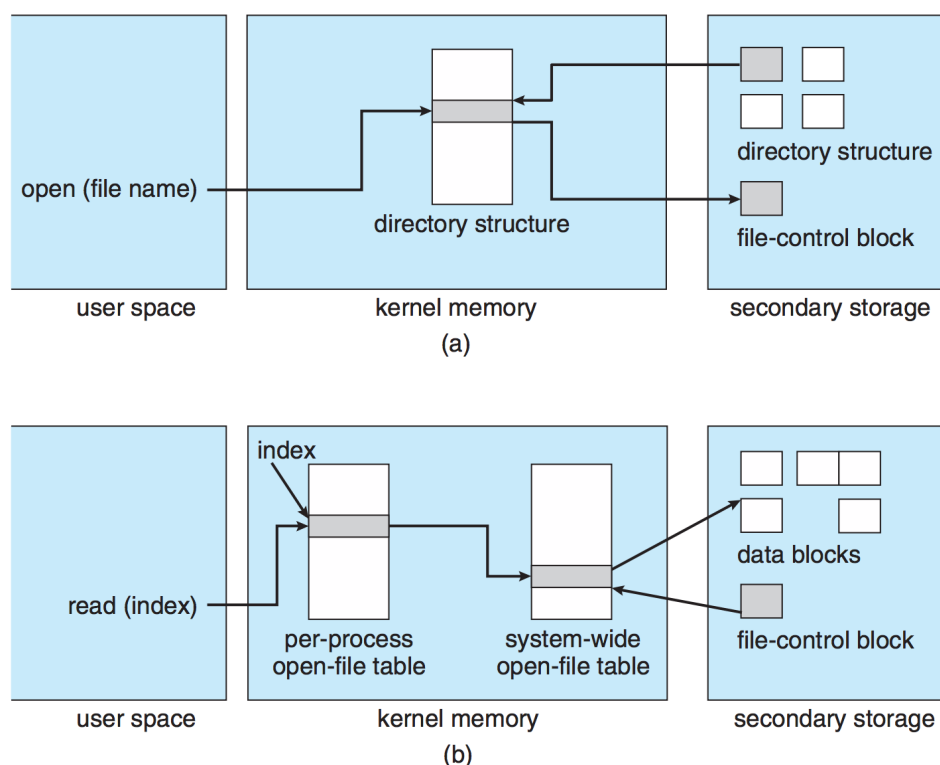 open (file name)
directory structure
directory structure
file-control block
user space
kernel memory
secondary storage
(a)
index
read (index)
per-process
open-file table
system-wide
open-file table
data blocks
file-control block
user space
kernel memory
secondary storage
(b)